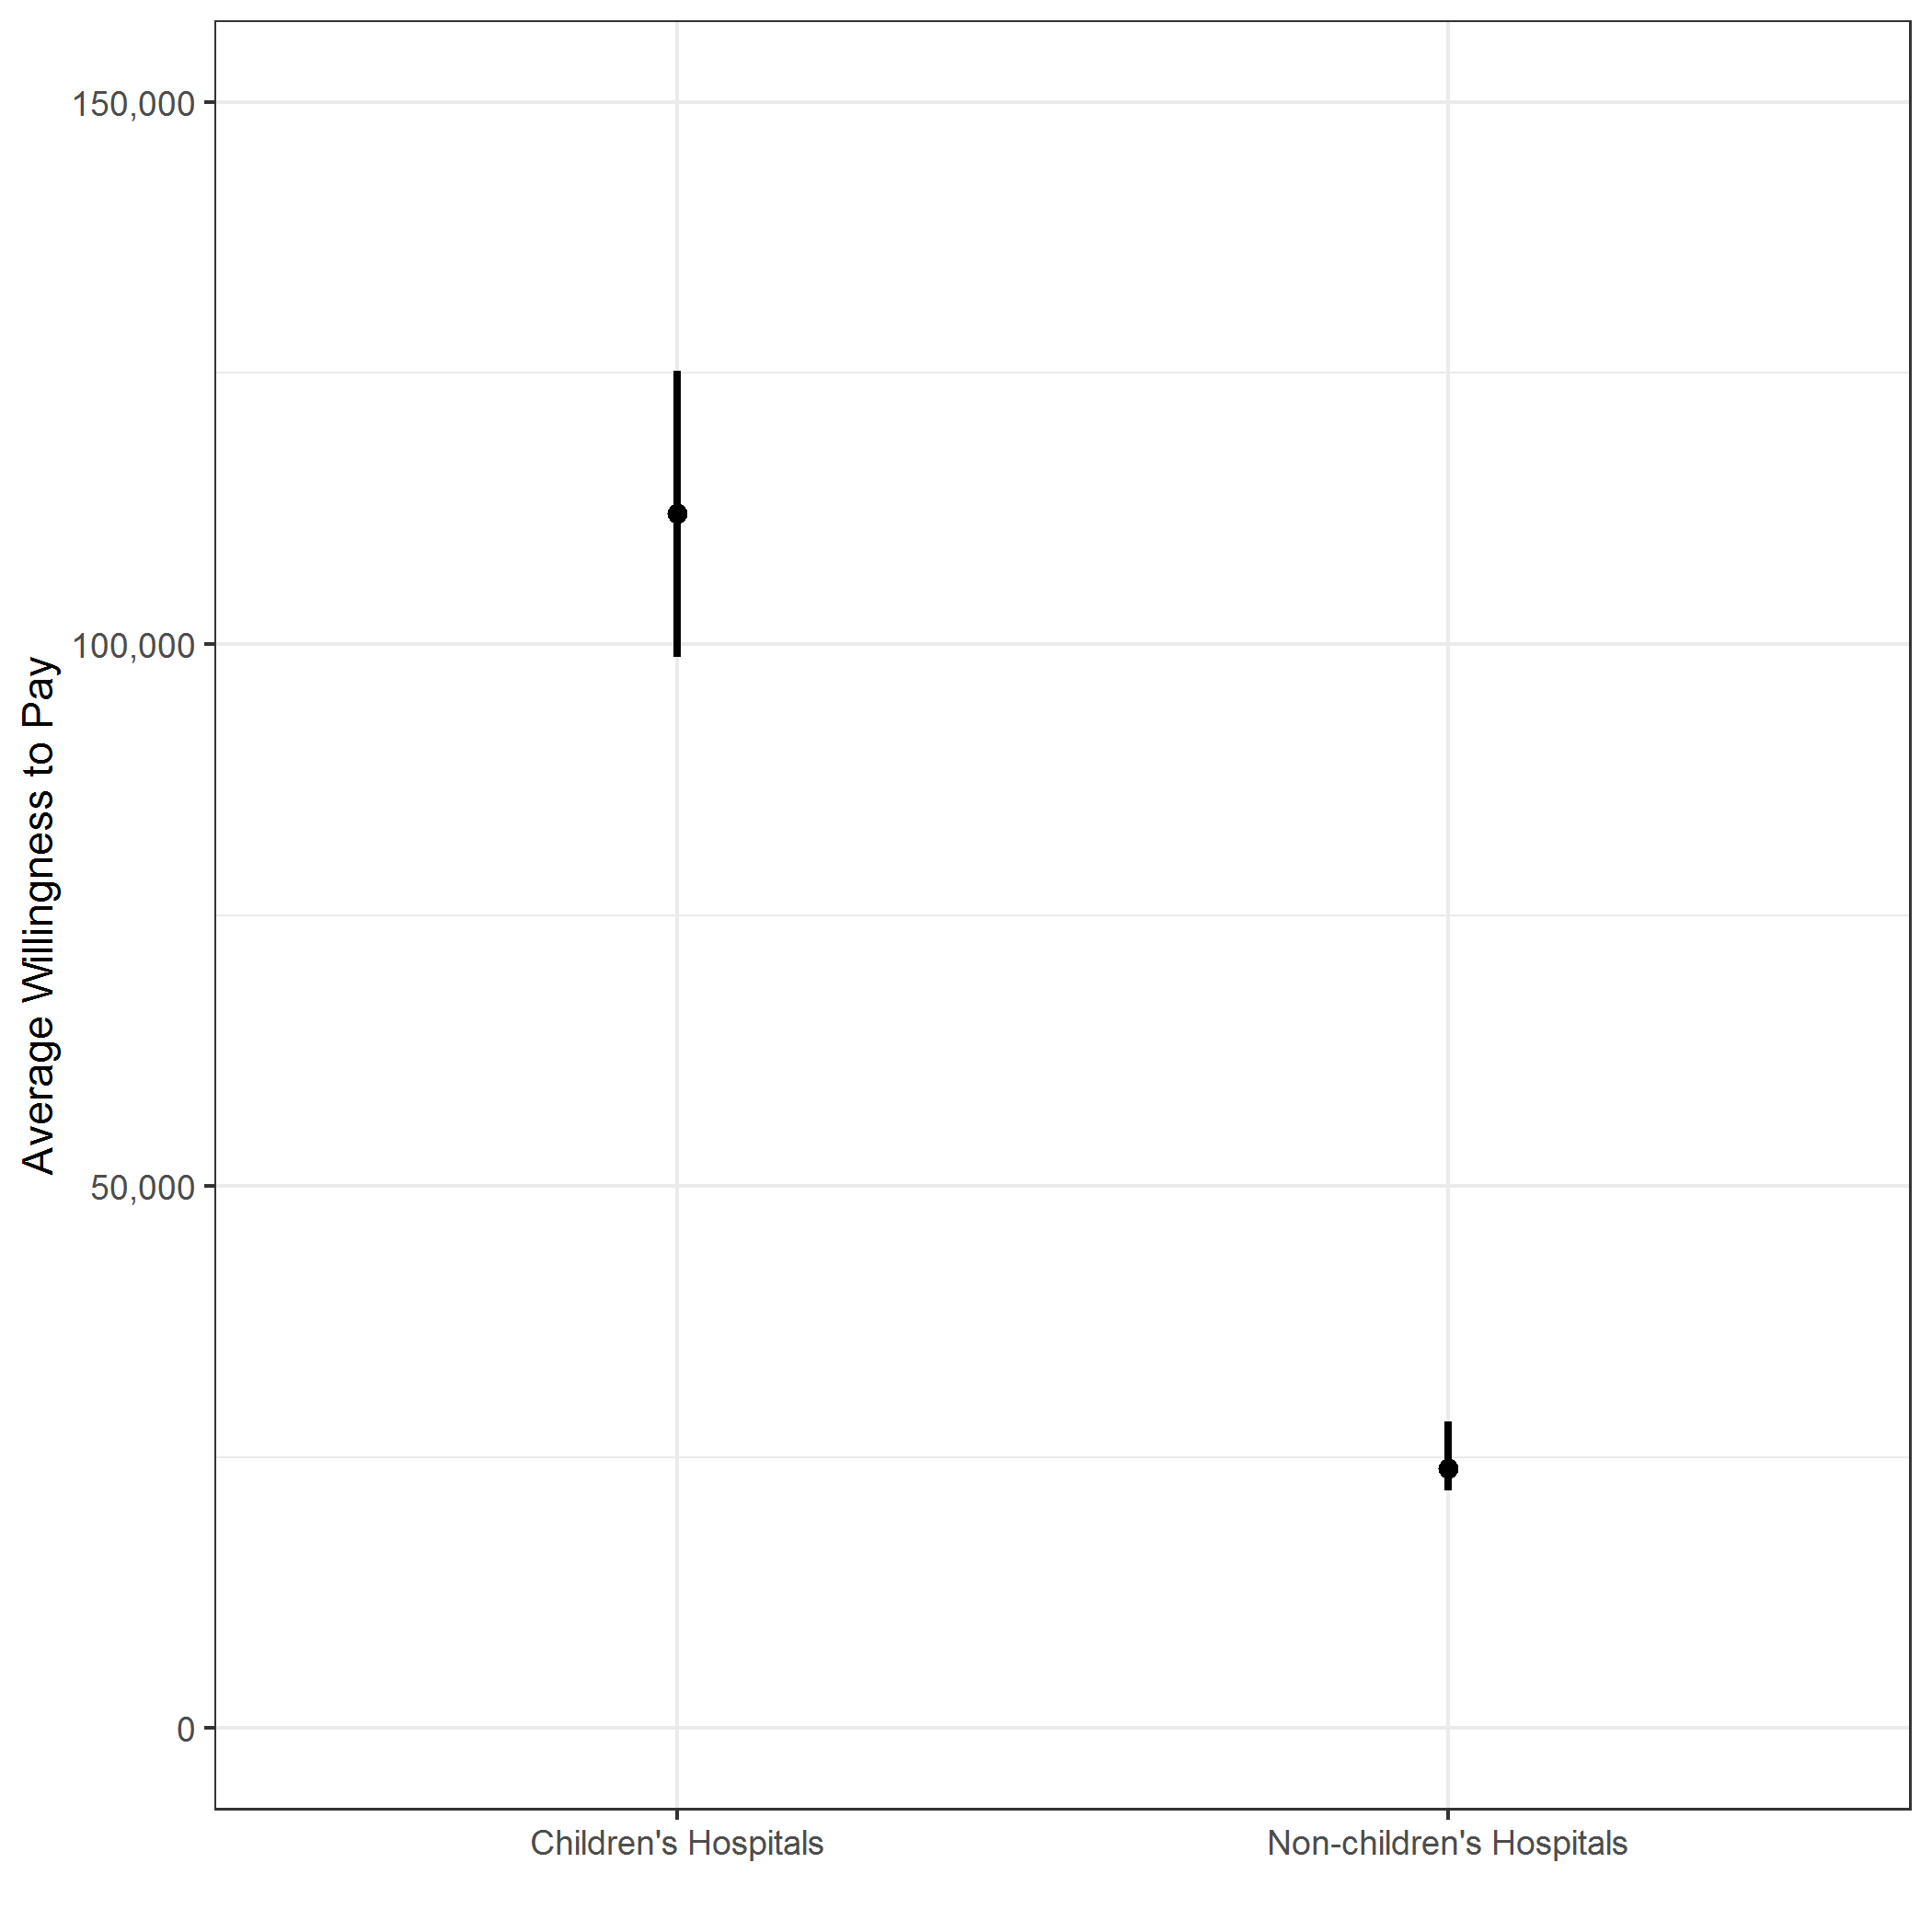 Average Willingness to Pay
150,000
100,000
50,000
0
Children's Hospitals
Non-children's Hospitals